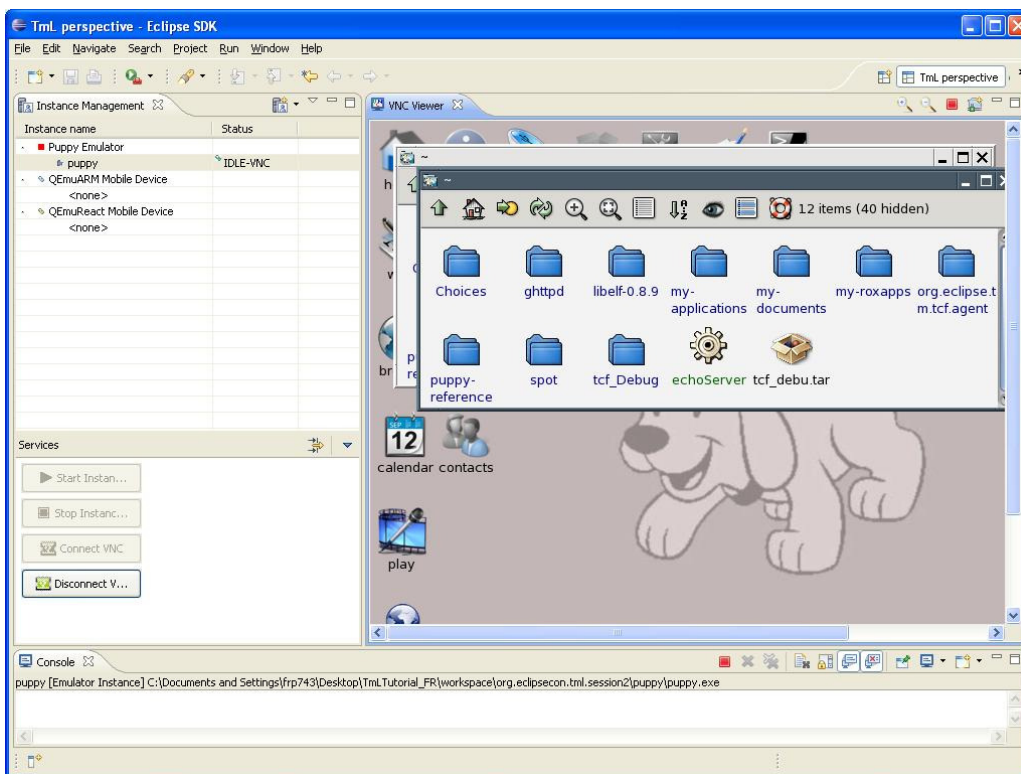 TmL perspective - Eclipse SDK
File Edit Navigate Search Project Run Window Help
TmL perspective
Instance Management
Instance name Status
Puppy Emulator
puppy IDLE-VNC
QEmuARM Mobile Device
<none>
QEmuReact Mobile Device
<none>
Services
Start Instan...
Stop Instanc...
Connect VNC
Disconnect V...
VNC Viewer
~
~
12 items (40 hidden)
Choices ghttpd libelf-0.8.9 my-applications my-documents my-roxapps org.eclipse.tm.tcf.agent
puppy-reference spot tcf_Debug echoServer tcf_debu.tar
SEP
12
calendar contacts
play
Console
puppy [Emulator Instance] C:\Documents and Settings\frp743\Desktop\TmLTutorial_FR\workspace\org.eclipsecon.tml.session2\puppy\puppy.exe